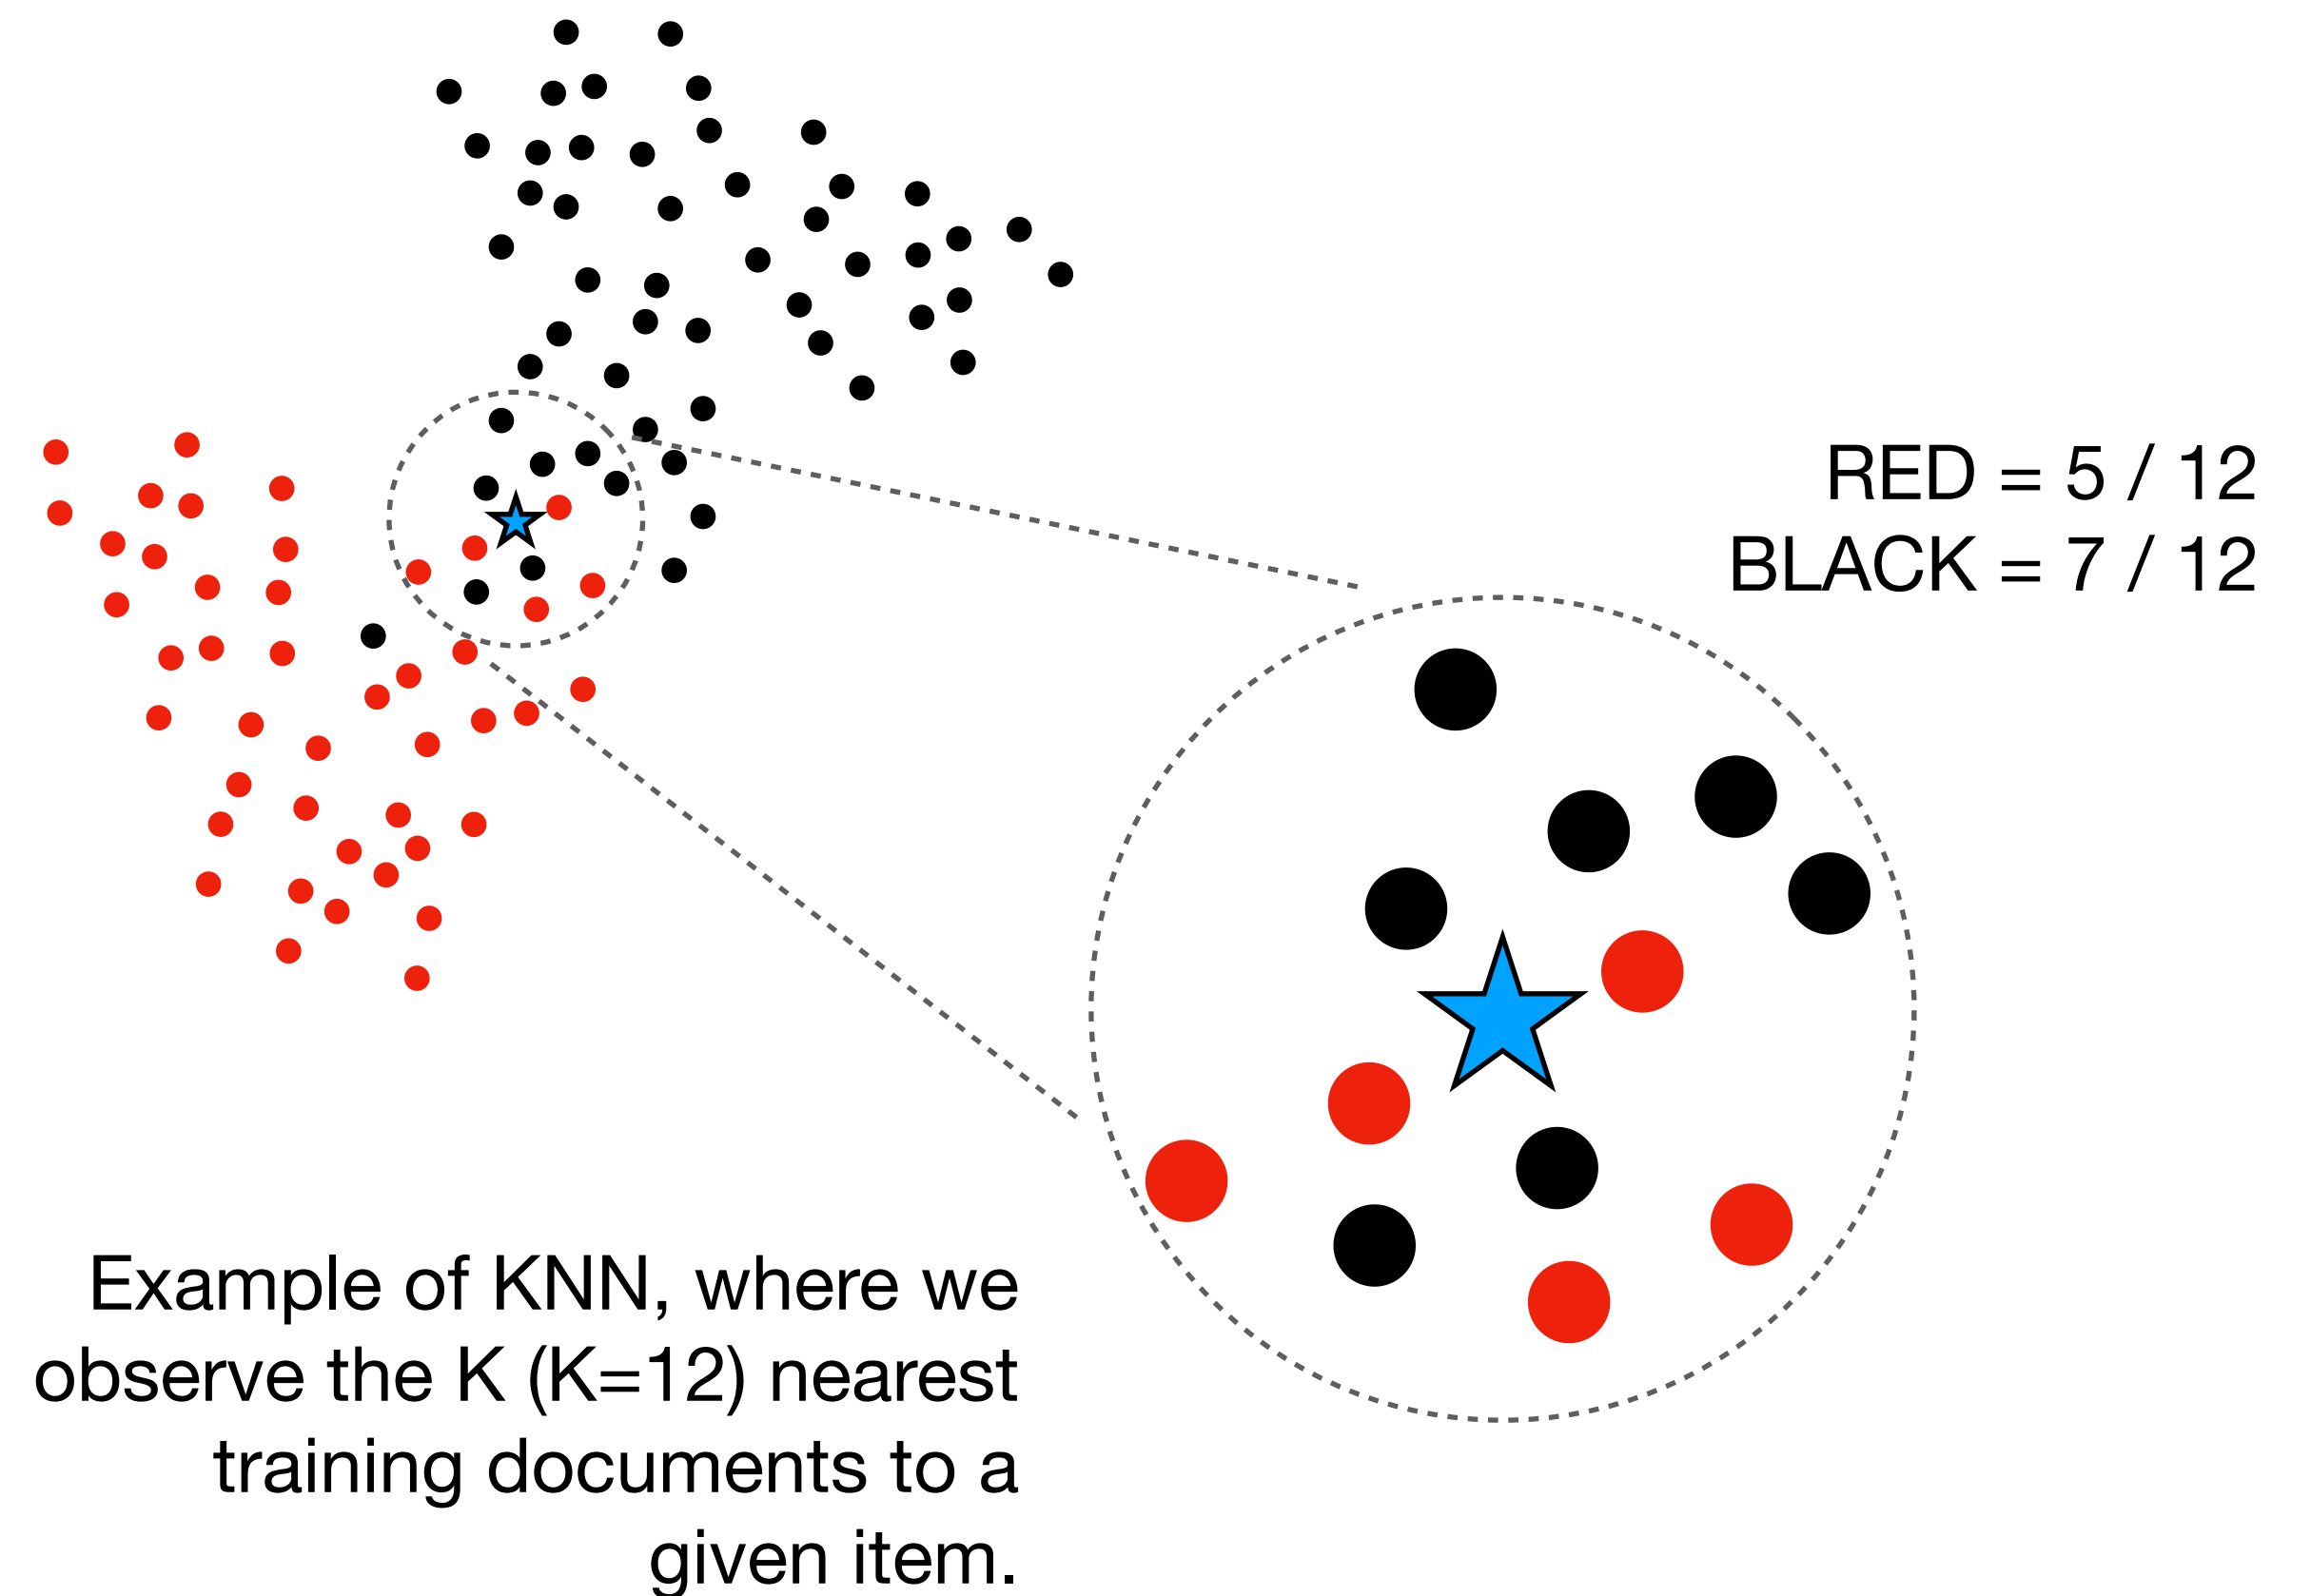 RED = 5 / 12
BLACK = 7 / 12
Example of KNN, where we
observe the K (K=12) nearest
training documents to a
given item.